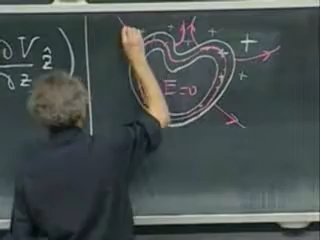 ∂V/∂z ẑ )
+ + + + +
E=0